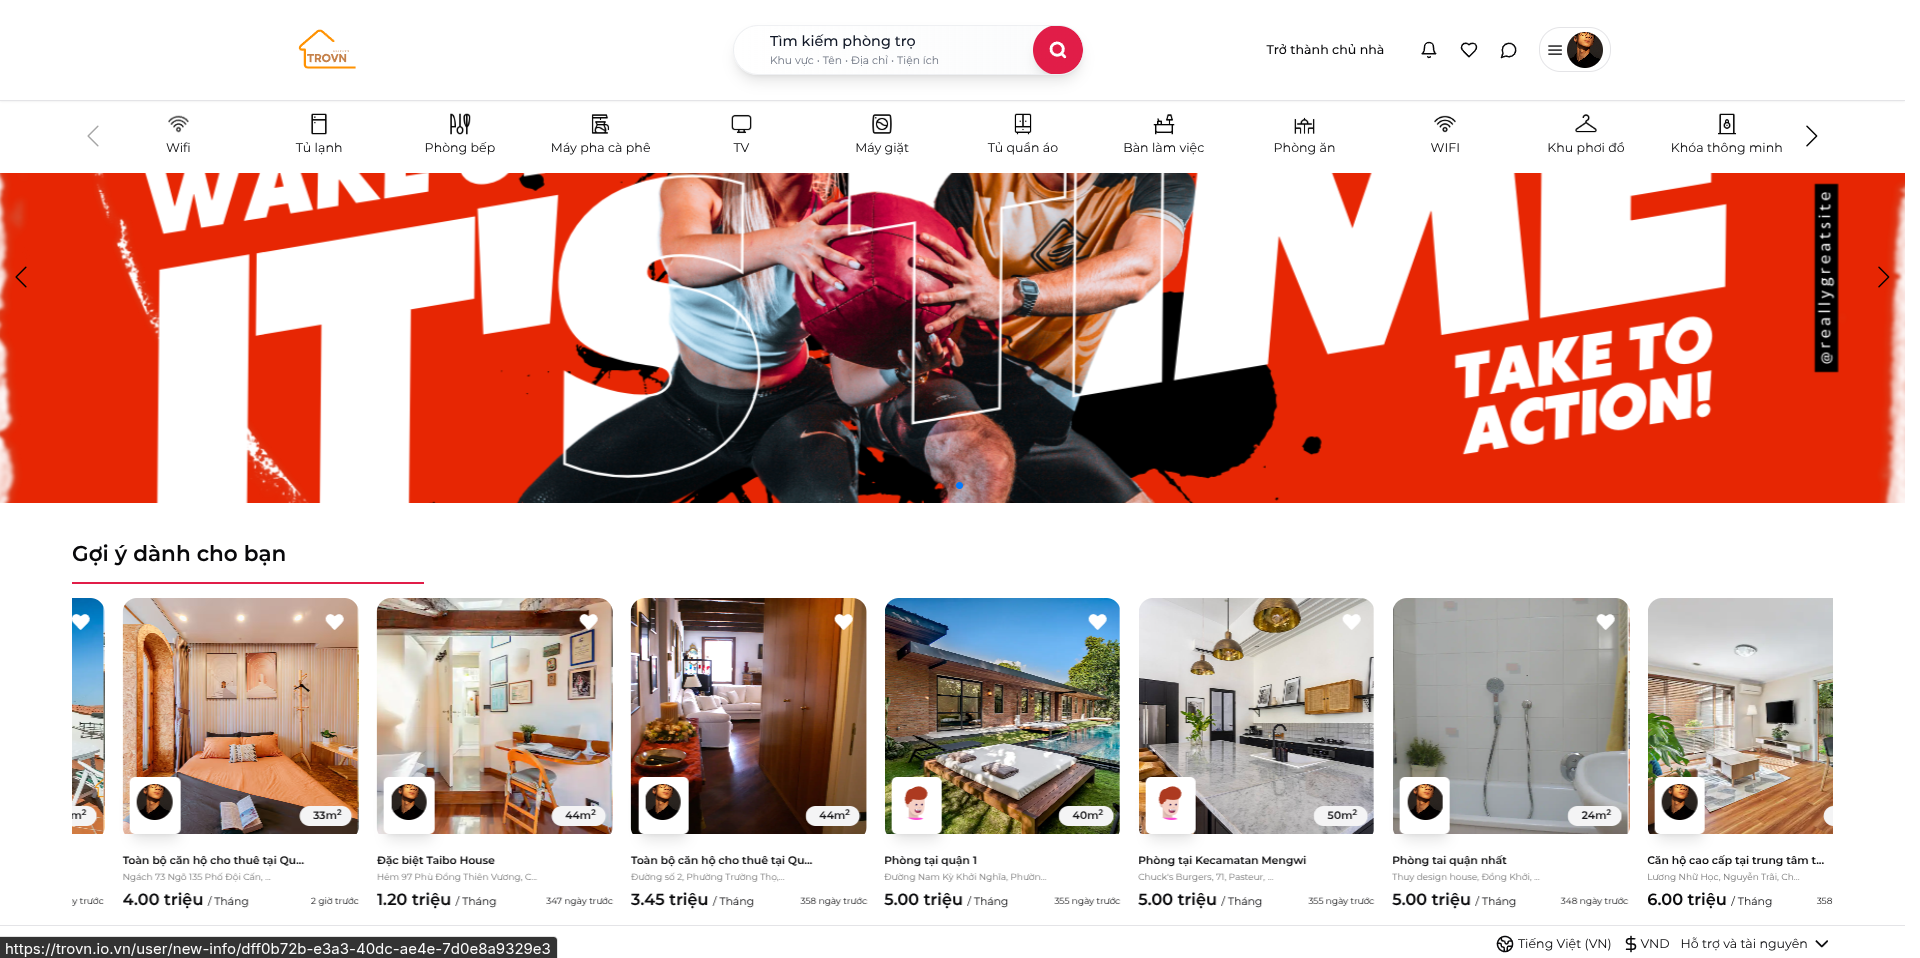 TROVN
Tìm kiếm phòng trọ
Khu vực • Tên • Địa chỉ • Tiện ích
Trở thành chủ nhà
Wifi
Tủ lạnh
Phòng bếp
Máy pha cà phê
TV
Máy giặt
Tủ quần áo
Bàn làm việc
Phòng ăn
WIFI
Khu phơi đồ
Khóa thông minh
IT'S TIME
TAKE TO
ACTION!
@reallygreatsite
Gợi ý dành cho bạn
m²
33m²
44m²
44m²
40m²
50m²
24m²
y trước
Toàn bộ căn hộ cho thuê tại Qu...
Ngách 73 Ngõ 135 Phố Đội Cấn, ...
4.00 triệu / Tháng
2 giờ trước
Đặc biệt Taibo House
Hẻm 97 Phù Đổng Thiên Vương, C...
1.20 triệu / Tháng
347 ngày trước
Toàn bộ căn hộ cho thuê tại Qu...
Đường số 2, Phường Trường Thọ,...
3.45 triệu / Tháng
358 ngày trước
Phòng tại quận 1
Đường Nam Kỳ Khởi Nghĩa, Phườn...
5.00 triệu / Tháng
355 ngày trước
Phòng tại Kecamatan Mengwi
Chuck's Burgers, 71, Pasteur, ...
5.00 triệu / Tháng
355 ngày trước
Phòng tai quận nhất
Thuy design house, Đồng Khởi, ...
5.00 triệu / Tháng
348 ngày trước
Căn hộ cao cấp tại trung tâm t...
Lương Nhữ Học, Nguyễn Trãi, Ch...
6.00 triệu / Tháng
358
https://trovn.io.vn/user/new-info/dff0b72b-e3a3-40dc-ae4e-7d0e8a9329e3
Tiếng Việt (VN)
$ VND
Hỗ trợ và tài nguyên